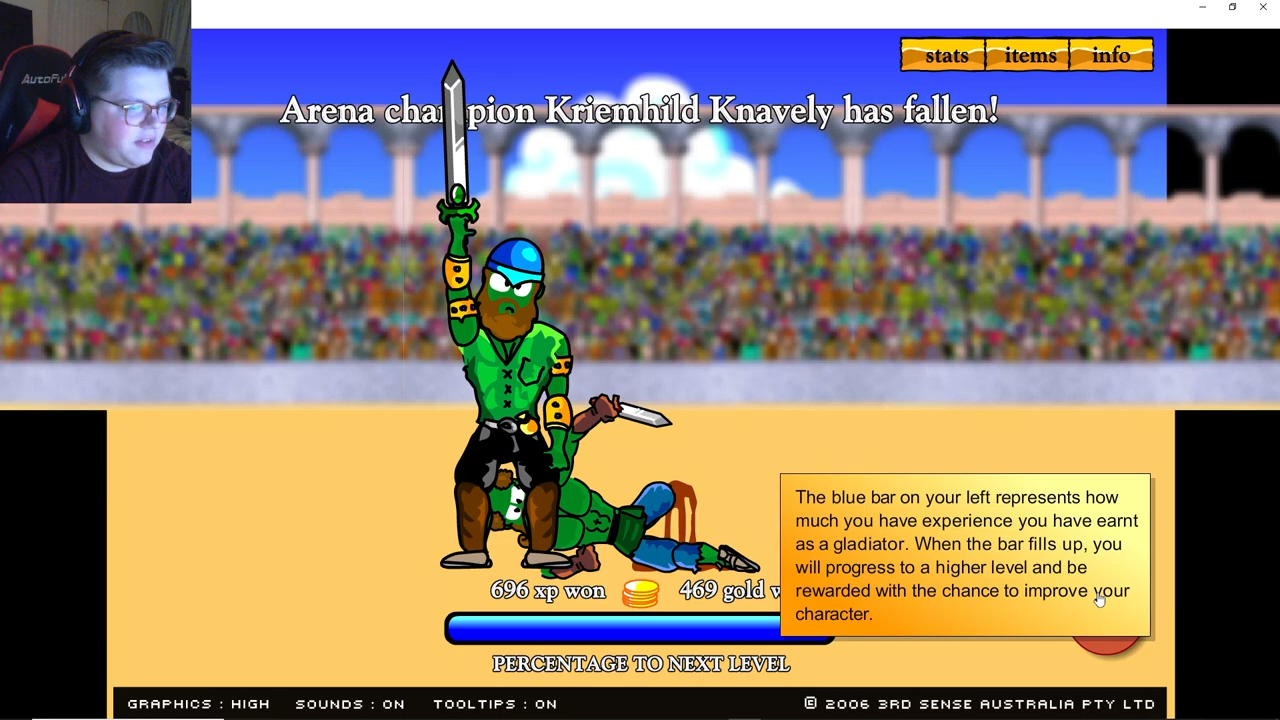 stats items info
Arena champion Kriemhild Knavely has fallen!
The blue bar on your left represents how
much you have experience you have earnt
as a gladiator. When the bar fills up, you
will progress to a higher level and be
rewarded with the chance to improve your
character.
696 xp won 469 gold
PERCENTAGE TO NEXT LEVEL
GRAPHICS : HIGH SOUNDS : ON TOOLTIPS : ON © 2006 3RD SENSE AUSTRALIA PTY LTD